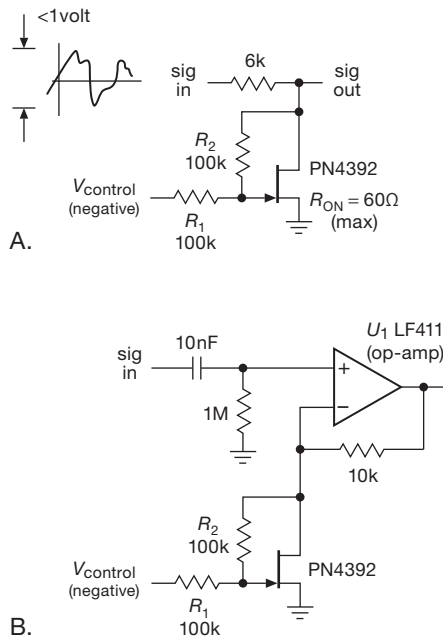 <1volt
sig
in
6k
sig
out
R2
100k
PN4392
Vcontrol
(negative)
R1
100k
RON = 60Ω
(max)
A.
U1 LF411
(op-amp)
10nF
sig
in
+
1M
−
10k
R2
100k
PN4392
Vcontrol
(negative)
R1
100k
B.